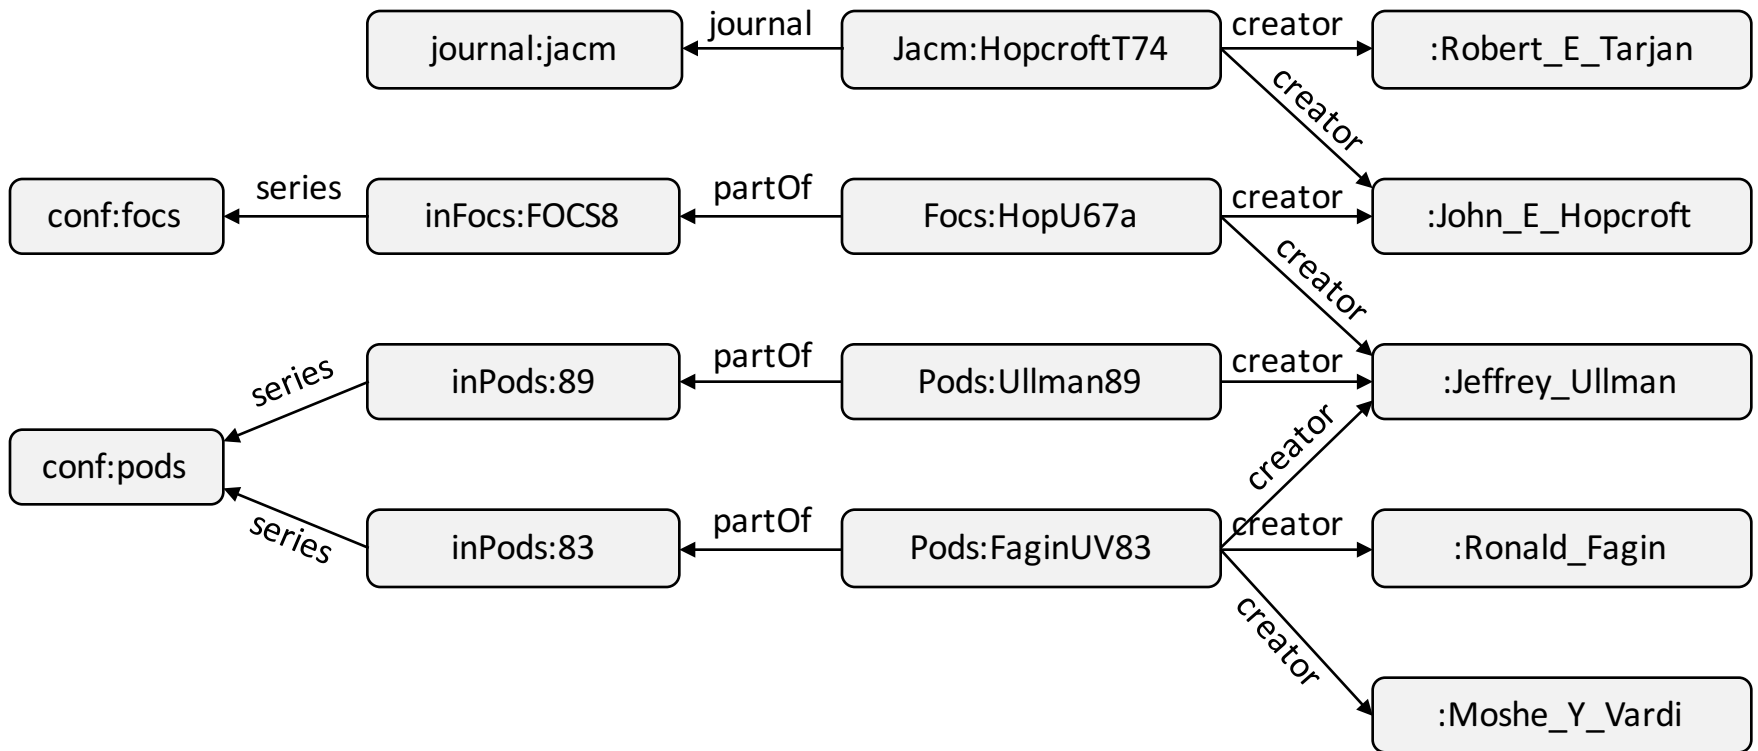 journal:jacm
journal
Jacm:HopcroftT74
creator
:Robert_E_Tarjan
creator
conf:focs
series
inFocs:FOCS8
partOf
Focs:HopU67a
creator
:John_E_Hopcroft
creator
series
inPods:89
partOf
Pods:Ullman89
creator
:Jeffrey_Ullman
conf:pods
creator
series
inPods:83
partOf
Pods:FaginUV83
creator
:Ronald_Fagin
creator
:Moshe_Y_Vardi